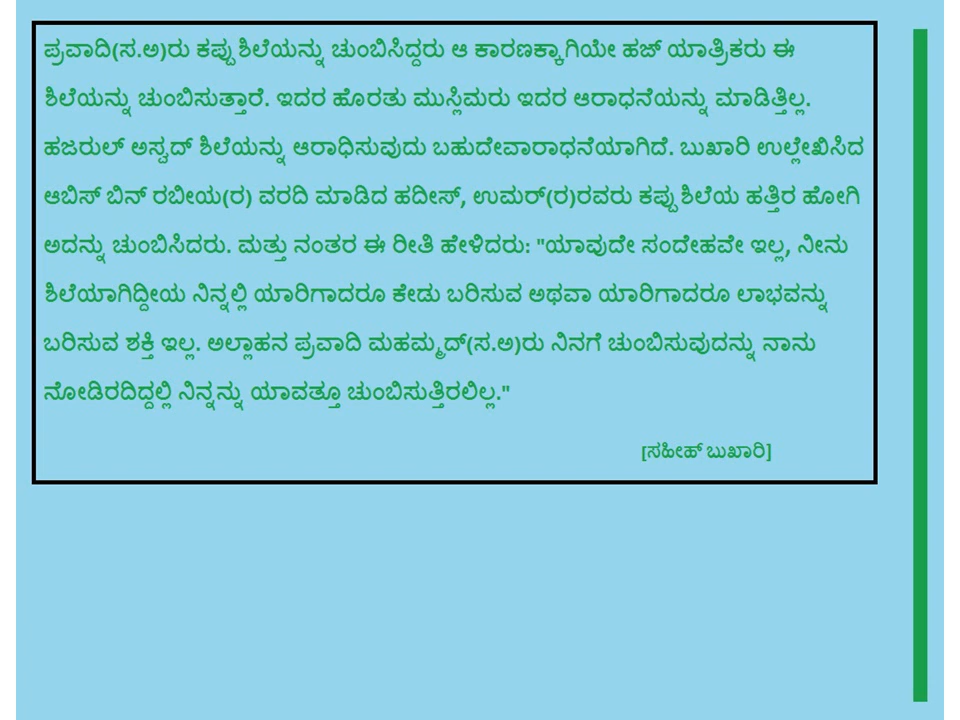 ಪ್ರವಾದಿ(ಸ.ಅ)ರು ಕಪ್ಪುಶಿಲೆಯನ್ನು ಚುಂಬಿಸಿದ್ದರು ಆ ಕಾರಣಕ್ಕಾಗಿಯೇ ಹಜ್ ಯಾತ್ರಿಕರು ಈ
ಶಿಲೆಯನ್ನು ಚುಂಬಿಸುತ್ತಾರೆ. ಇದರ ಹೊರತು ಮುಸ್ಲಿಮರು ಇದರ ಆರಾಧನೆಯನ್ನು ಮಾಡಿತ್ತಿಲ್ಲ.
ಹಜರುಲ್ ಅಸ್ವದ್ ಶಿಲೆಯನ್ನು ಆರಾಧಿಸುವುದು ಬಹುದೇವಾರಾಧನೆಯಾಗಿದೆ. ಬುಖಾರಿ ಉಲ್ಲೇಖಿಸಿದ
ಆಬಿಸ್ ಬಿನ್ ರಬೀಯ(ರ) ವರದಿ ಮಾಡಿದ ಹದೀಸ್, ಉಮರ್(ರ)ರವರು ಕಪ್ಪುಶಿಲೆಯ ಹತ್ತಿರ ಹೋಗಿ
ಅದನ್ನು ಚುಂಬಿಸಿದರು. ಮತ್ತು ನಂತರ ಈ ರೀತಿ ಹೇಳಿದರು: "ಯಾವುದೇ ಸಂದೇಹವೇ ಇಲ್ಲ, ನೀನು
ಶಿಲೆಯಾಗಿದ್ದೀಯ ನಿನ್ನಲ್ಲಿ ಯಾರಿಗಾದರೂ ಕೇಡು ಬರಿಸುವ ಅಥವಾ ಯಾರಿಗಾದರೂ ಲಾಭವನ್ನು
ಬರಿಸುವ ಶಕ್ತಿ ಇಲ್ಲ. ಅಲ್ಲಾಹನ ಪ್ರವಾದಿ ಮಹಮ್ಮದ್(ಸ.ಅ)ರು ನಿನಗೆ ಚುಂಬಿಸುವುದನ್ನು ನಾನು
ನೋಡಿರದಿದ್ದಲ್ಲಿ ನಿನ್ನನ್ನು ಯಾವತ್ತೂ ಚುಂಬಿಸುತ್ತಿರಲಿಲ್ಲ."
[ಸಹೀಹ್ ಬುಖಾರಿ]